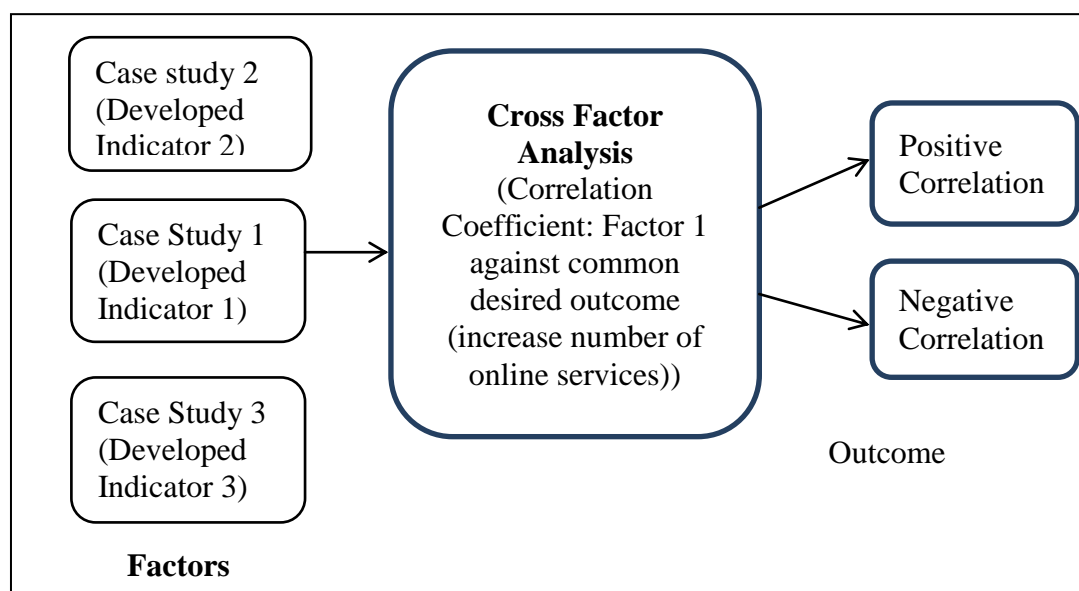 Case study 2
(Developed
Indicator 2)
Case Study 1
(Developed
Indicator 1)
Case Study 3
(Developed
Indicator 3)
Factors
Cross Factor
Analysis
(Correlation
Coefficient: Factor 1
against common
desired outcome
(increase number of
online services))
Positive
Correlation
Negative
Correlation
Outcome